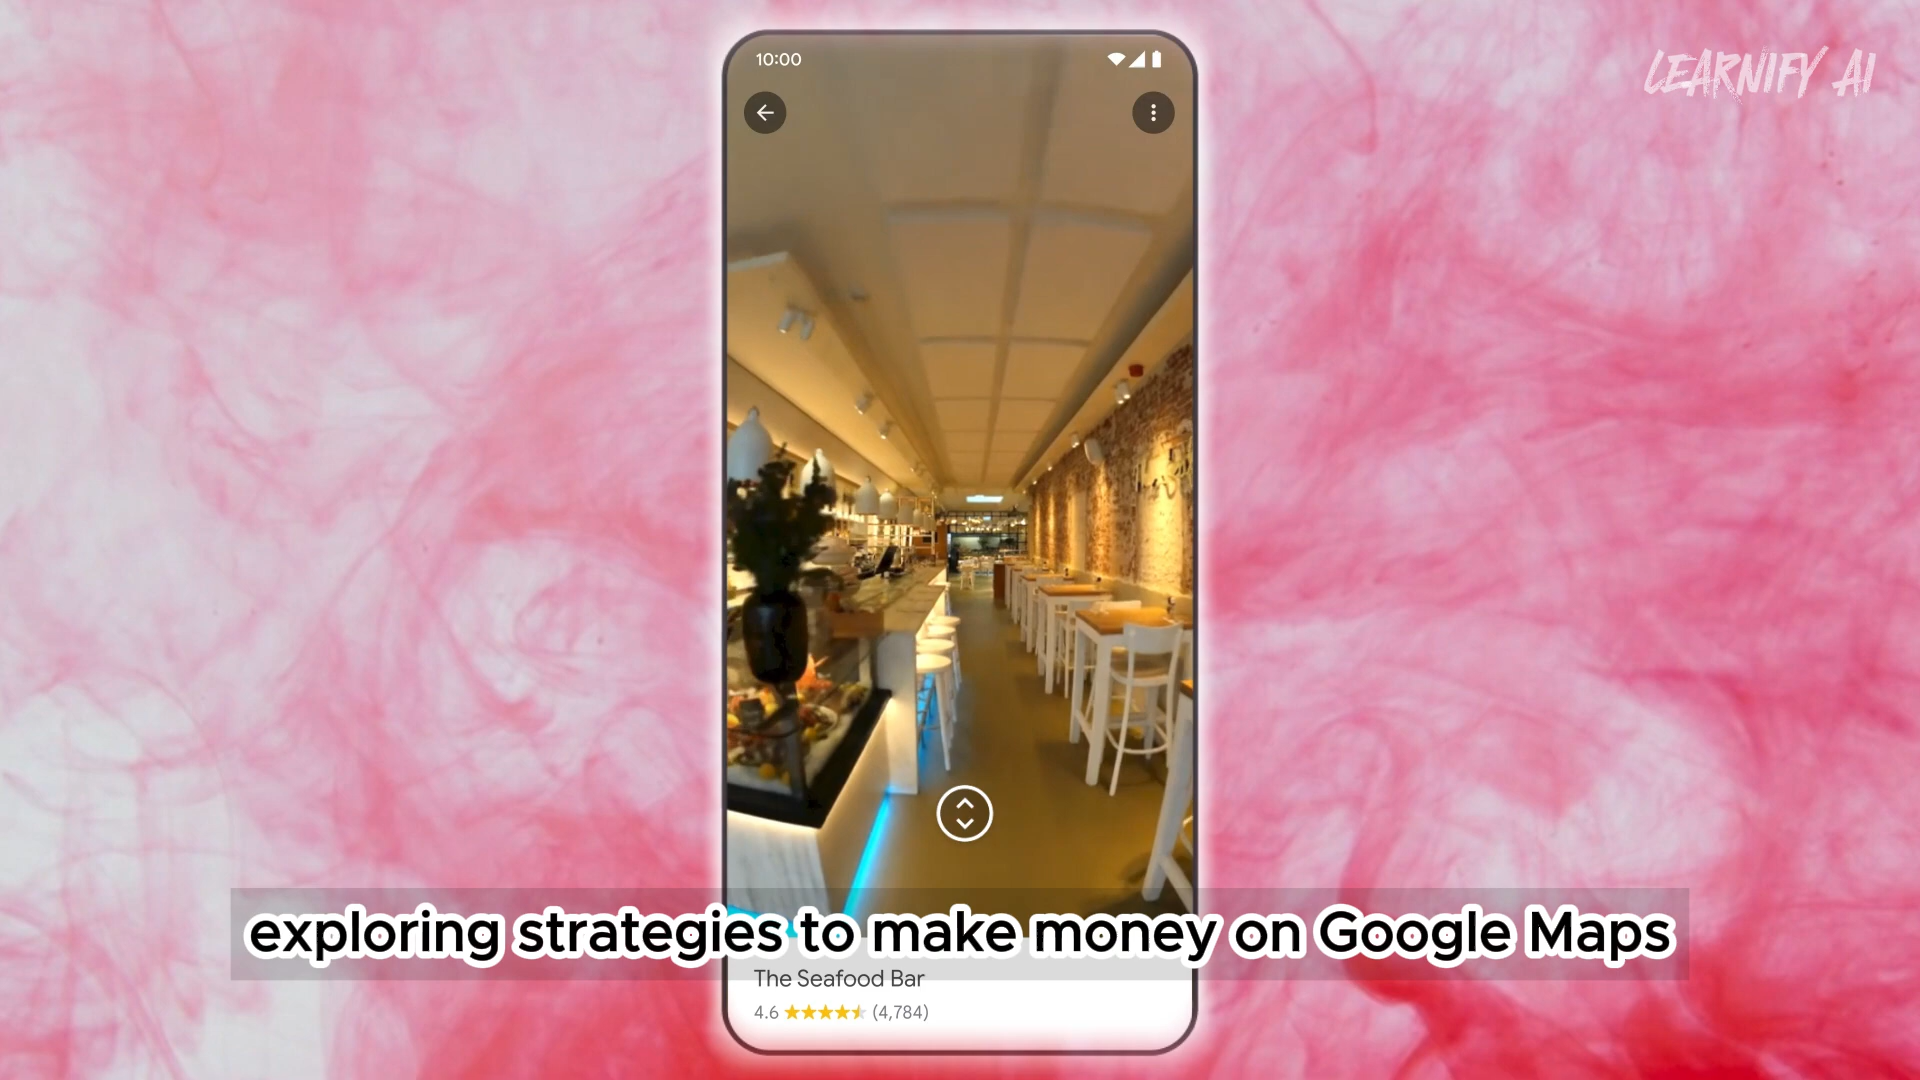 10:00
LEARNIFY AI
exploring strategies to make money on Google Maps
The Seafood Bar
4.6 (4,784)